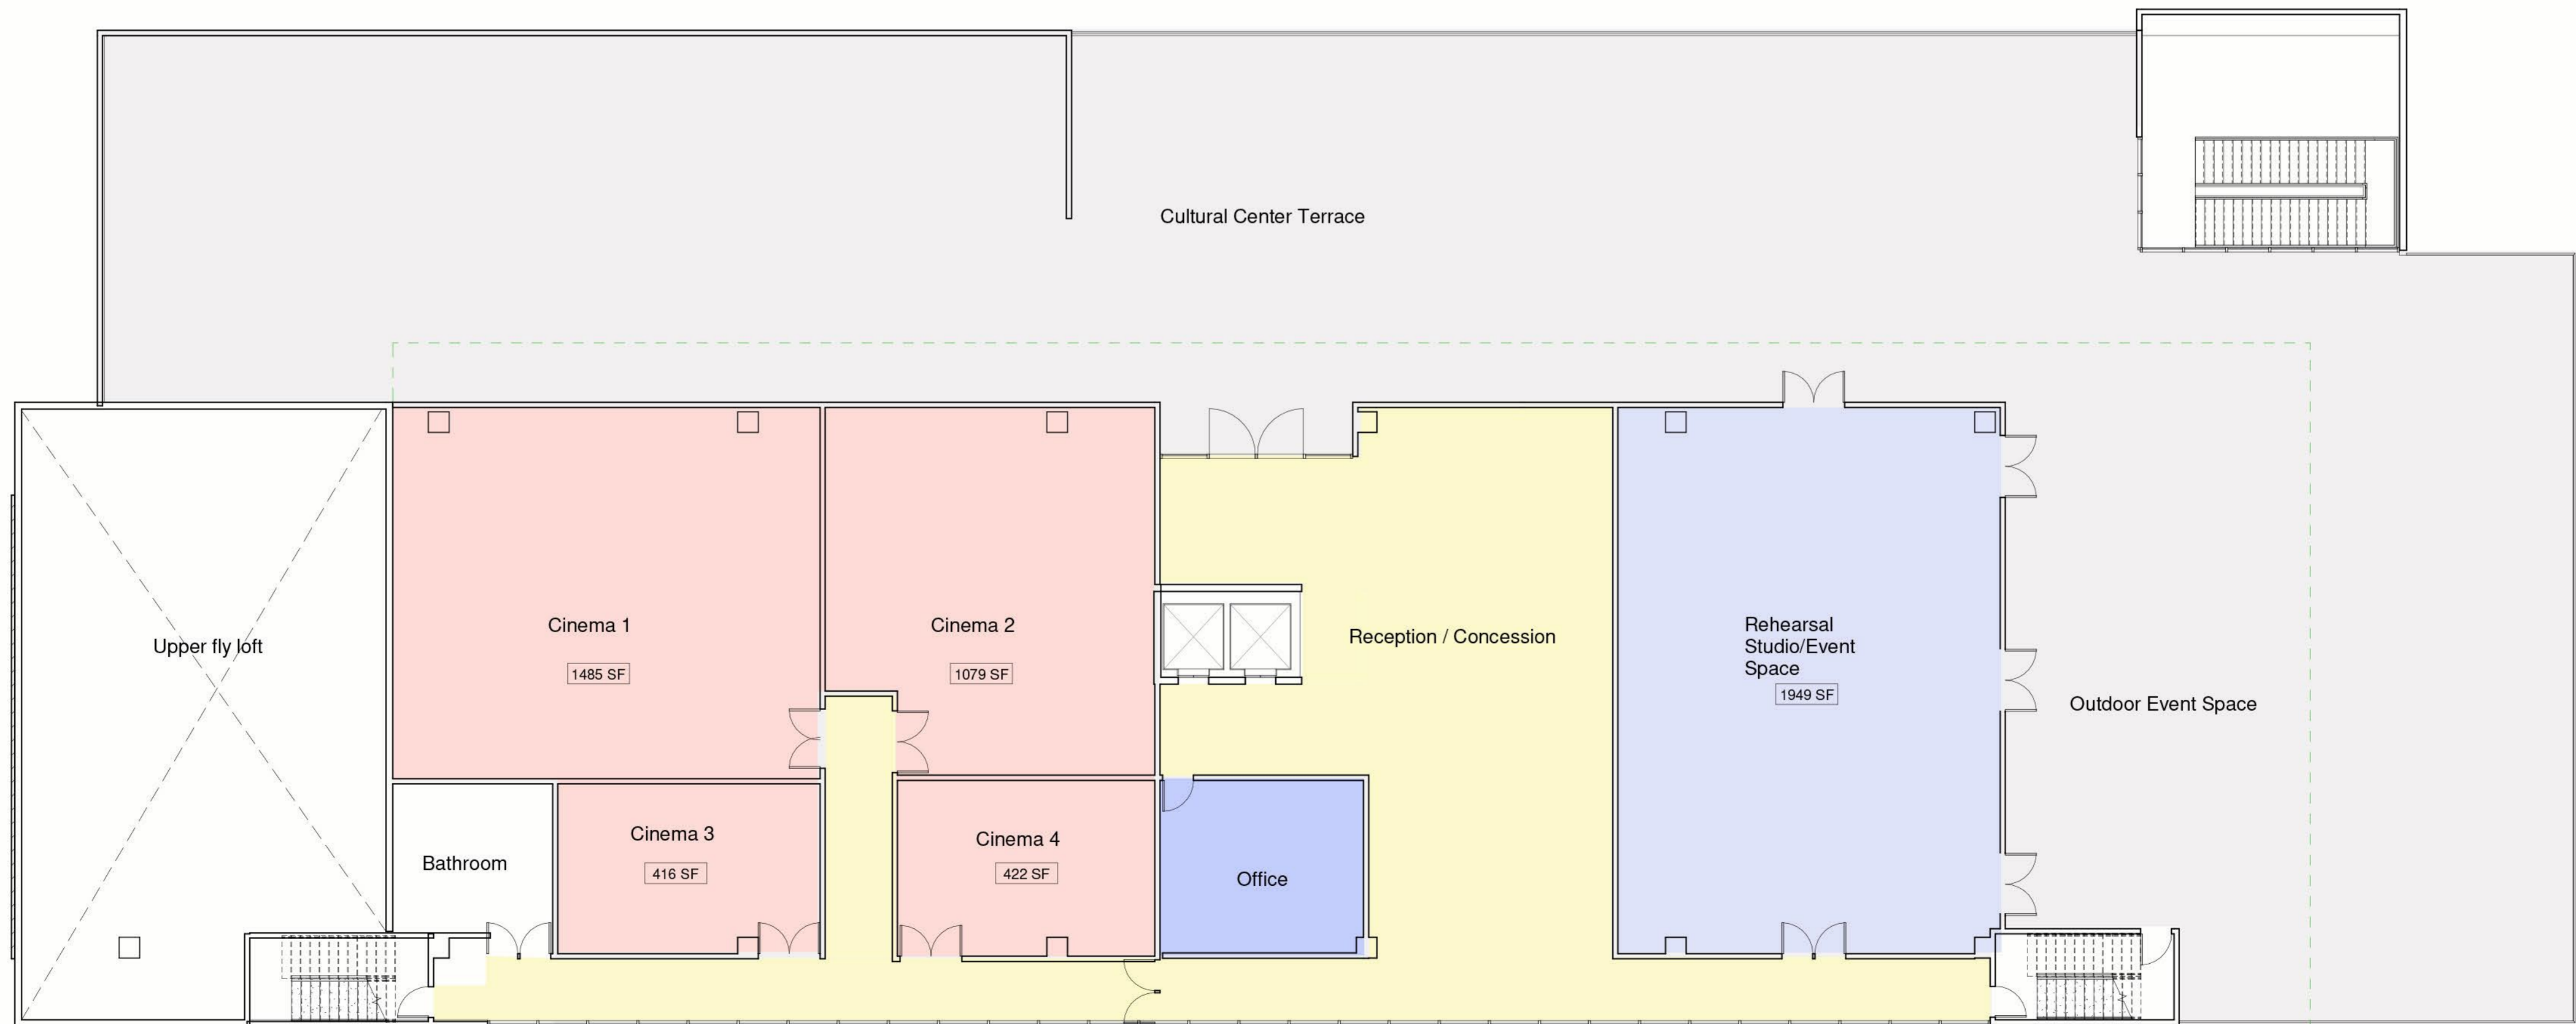 Cultural Center Terrace
Upper fly loft
Cinema 1
1485 SF
Cinema 2
1079 SF
Reception / Concession
Rehearsal
Studio/Event
Space
1949 SF
Outdoor Event Space
Bathroom
Cinema 3
416 SF
Cinema 4
422 SF
Office